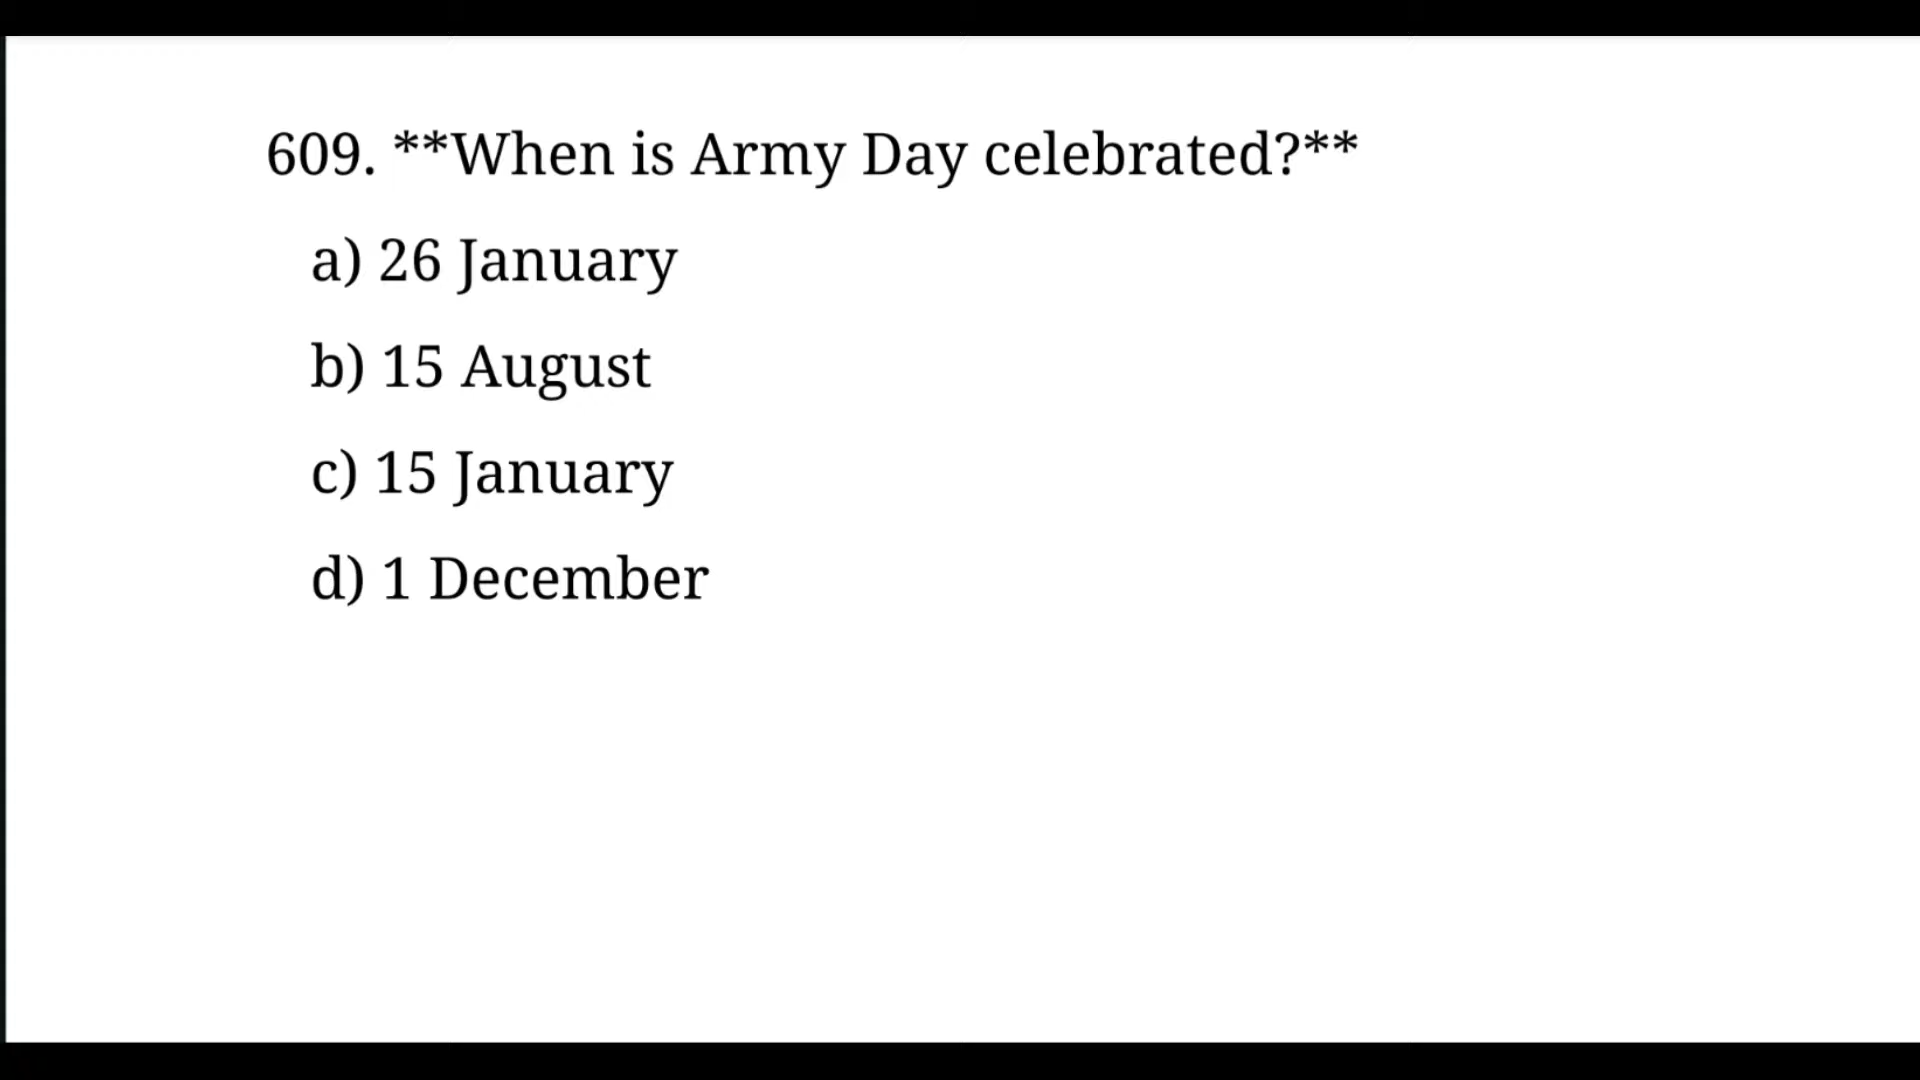 609. **When is Army Day celebrated?**
a) 26 January
b) 15 August
c) 15 January
d) 1 December